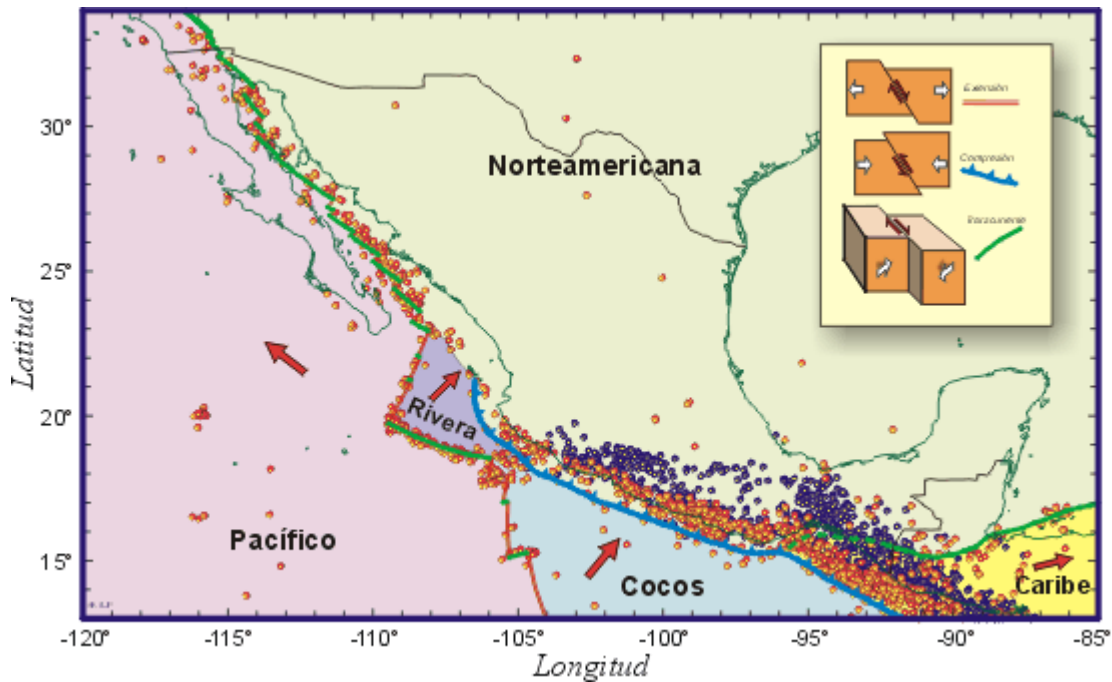 Extensión
Compresión
30°
Norteamericana
25°
Latitud
20°
Rivera
Pacífico
15°
Cocos
Caribe
-120°
-115°
-110°
-105°
-100°
-95°
-90°
-85°
Longitud